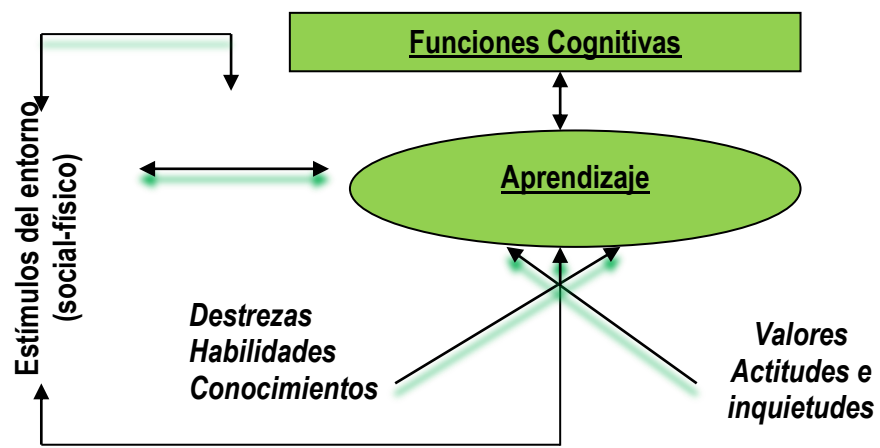 Funciones Cognitivas
Estímulos del entorno
(social-físico)
Aprendizaje
Destrezas
Habilidades
Conocimientos
Valores
Actitudes e
inquietudes